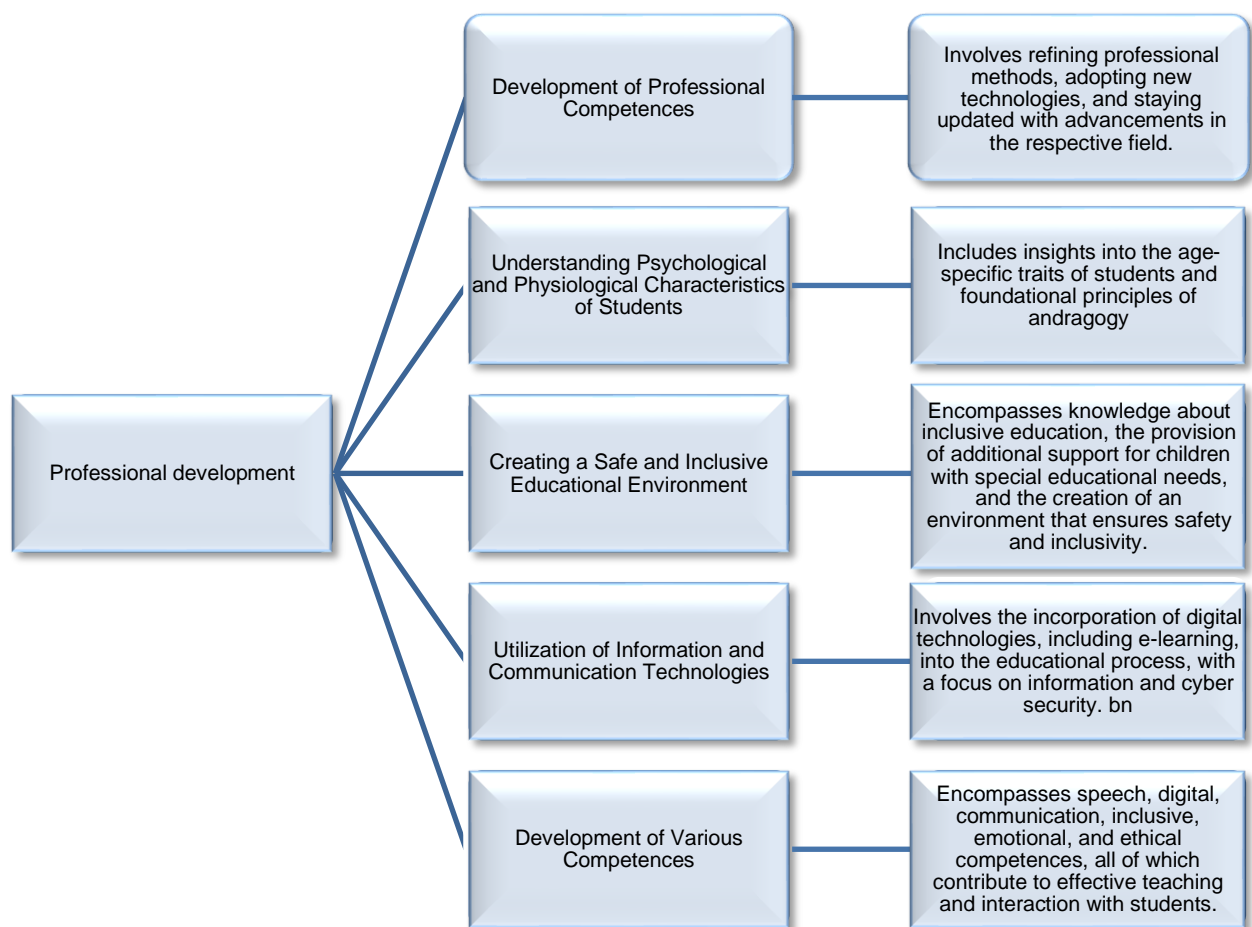 Development of Professional
Competences
Involves refining professional
methods, adopting new
technologies, and staying
updated with advancements in
the respective field.
Understanding Psychological
and Physiological Characteristics
of Students
Includes insights into the age-
specific traits of students and
foundational principles of
andragogy
Professional development
Creating a Safe and Inclusive
Educational Environment
Encompasses knowledge about
inclusive education, the provision
of additional support for children
with special educational needs,
and the creation of an
environment that ensures safety
and inclusivity.
Utilization of Information and
Communication Technologies
Involves the incorporation of digital
technologies, including e-learning,
into the educational process, with
a focus on information and cyber
security. bn
Development of Various
Competences
Encompasses speech, digital,
communication, inclusive,
emotional, and ethical
competences, all of which
contribute to effective teaching
and interaction with students.